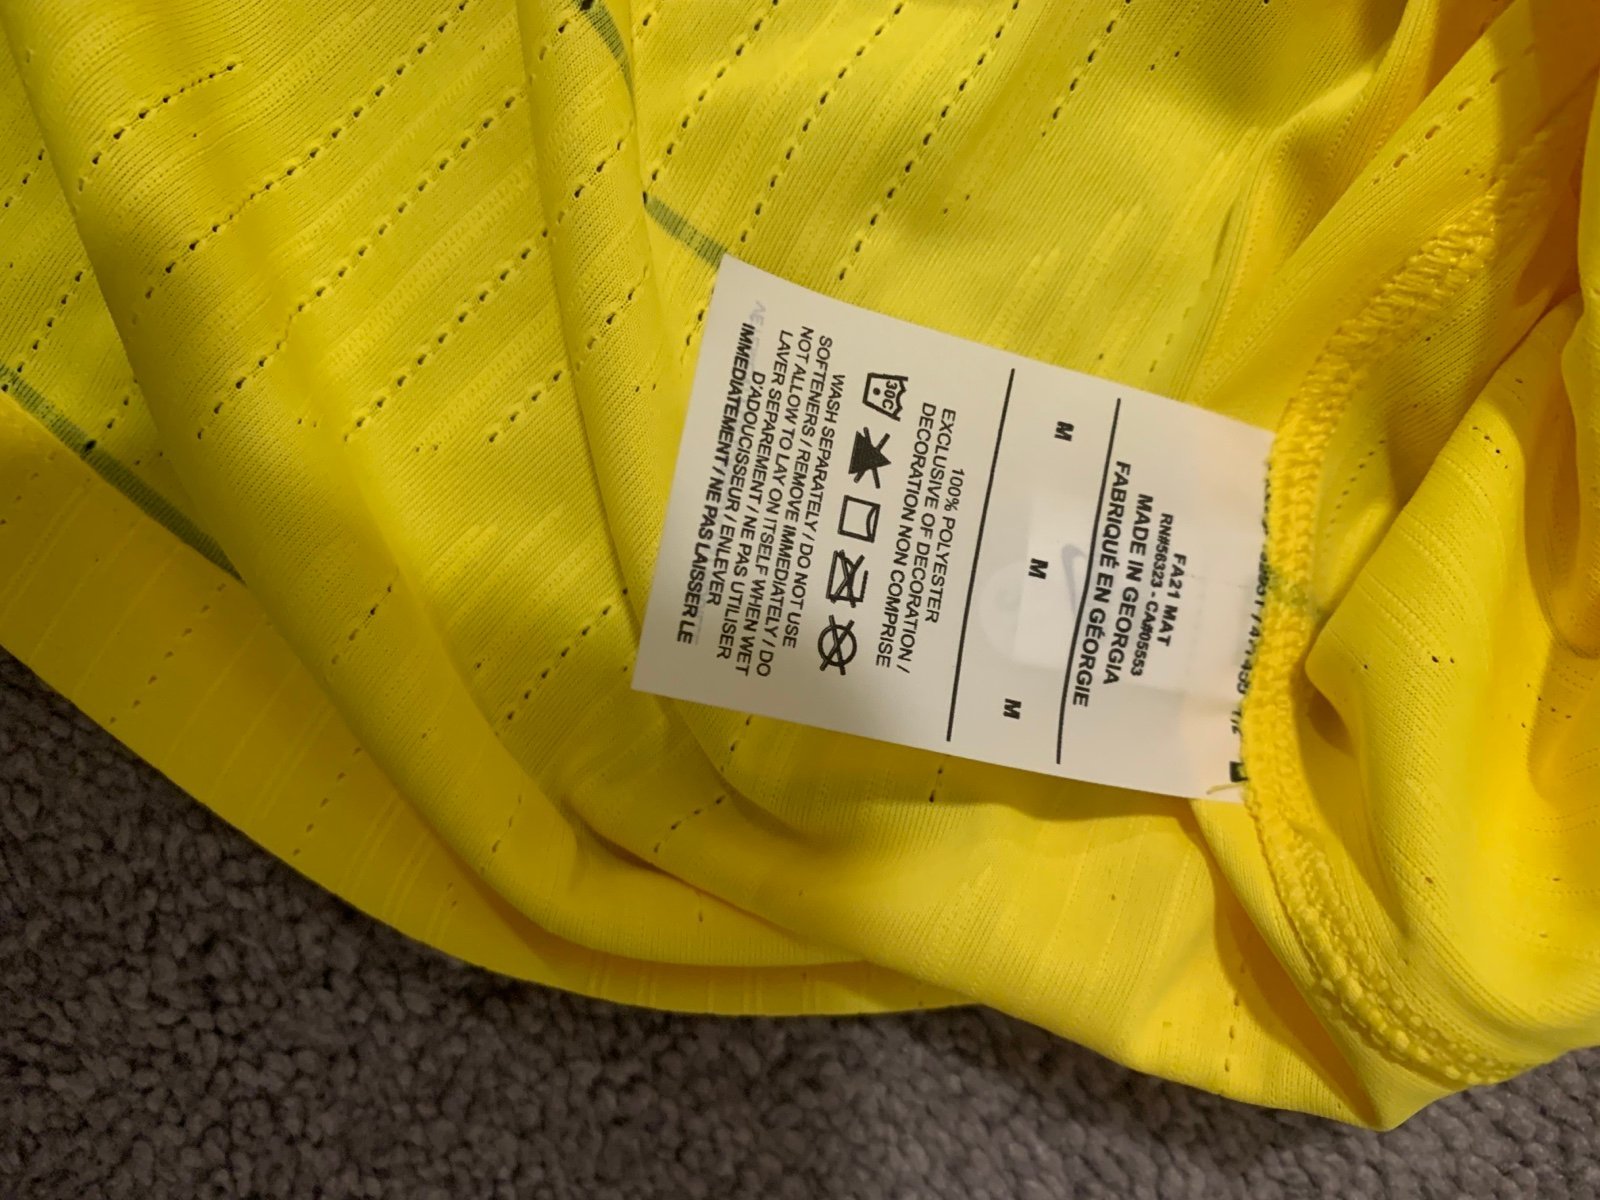 FA21 MAT
RN#56323 - CA#05553
MADE IN GEORGIA
FABRIQUÉ EN GÉORGIE
M M M
100% POLYESTER
EXCLUSIVE OF DECORATION /
DECORATION NON COMPRISE
30C
WASH SEPARATELY / DO NOT USE
SOFTENERS / REMOVE IMMEDIATELY / DO
NOT ALLOW TO LAY ON ITSELF WHEN WET
LAVER SEPAREMENT / NE PAS UTILISER
D'ADOUCISSEUR / ENLEVER
IMMEDIATEMENT / NE PAS LAISSER LE